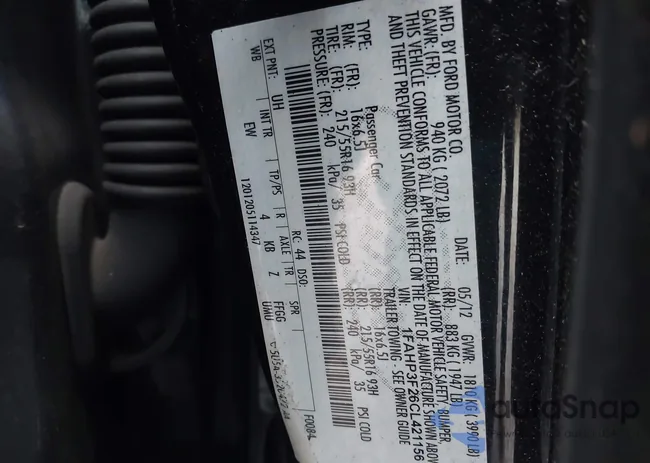 MFD. BY FORD MOTOR CO.
DATE: 05/12 GVWR: 1810 KG ( 3990 LB)
GAWR: (FR): 940 KG ( 2072 LB) (RR): 883 KG ( 1947 LB)
THIS VEHICLE CONFORMS TO ALL APPLICABLE FEDERAL MOTOR VEHICLE SAFETY, BUMPER,
AND THEFT PREVENTION STANDARDS IN EFFECT ON THE DATE OF MANUFACTURE SHOWN ABOVE
VIN: 1FAHP3F26CL421156
TYPE: Passenger Car TRAILER TOWING - SEE OWNER GUIDE
RIM: (FR): 16x6.5J (RR): 16x6.5J
TIRE: (FR): 215/55R16 93H (RR): 215/55R16 93H
PRESSURE: (FR): 240 kPa/ 35 PSI COLD (RR): 240 kPa/ 35 PSI COLD
F0084
RC: 44 DSO:
EXT PNT: UH INT TR TP/PS R AXLE TR SPR
WB EW 4 KB Z FFGG UMU
1201205114347
autoSnap